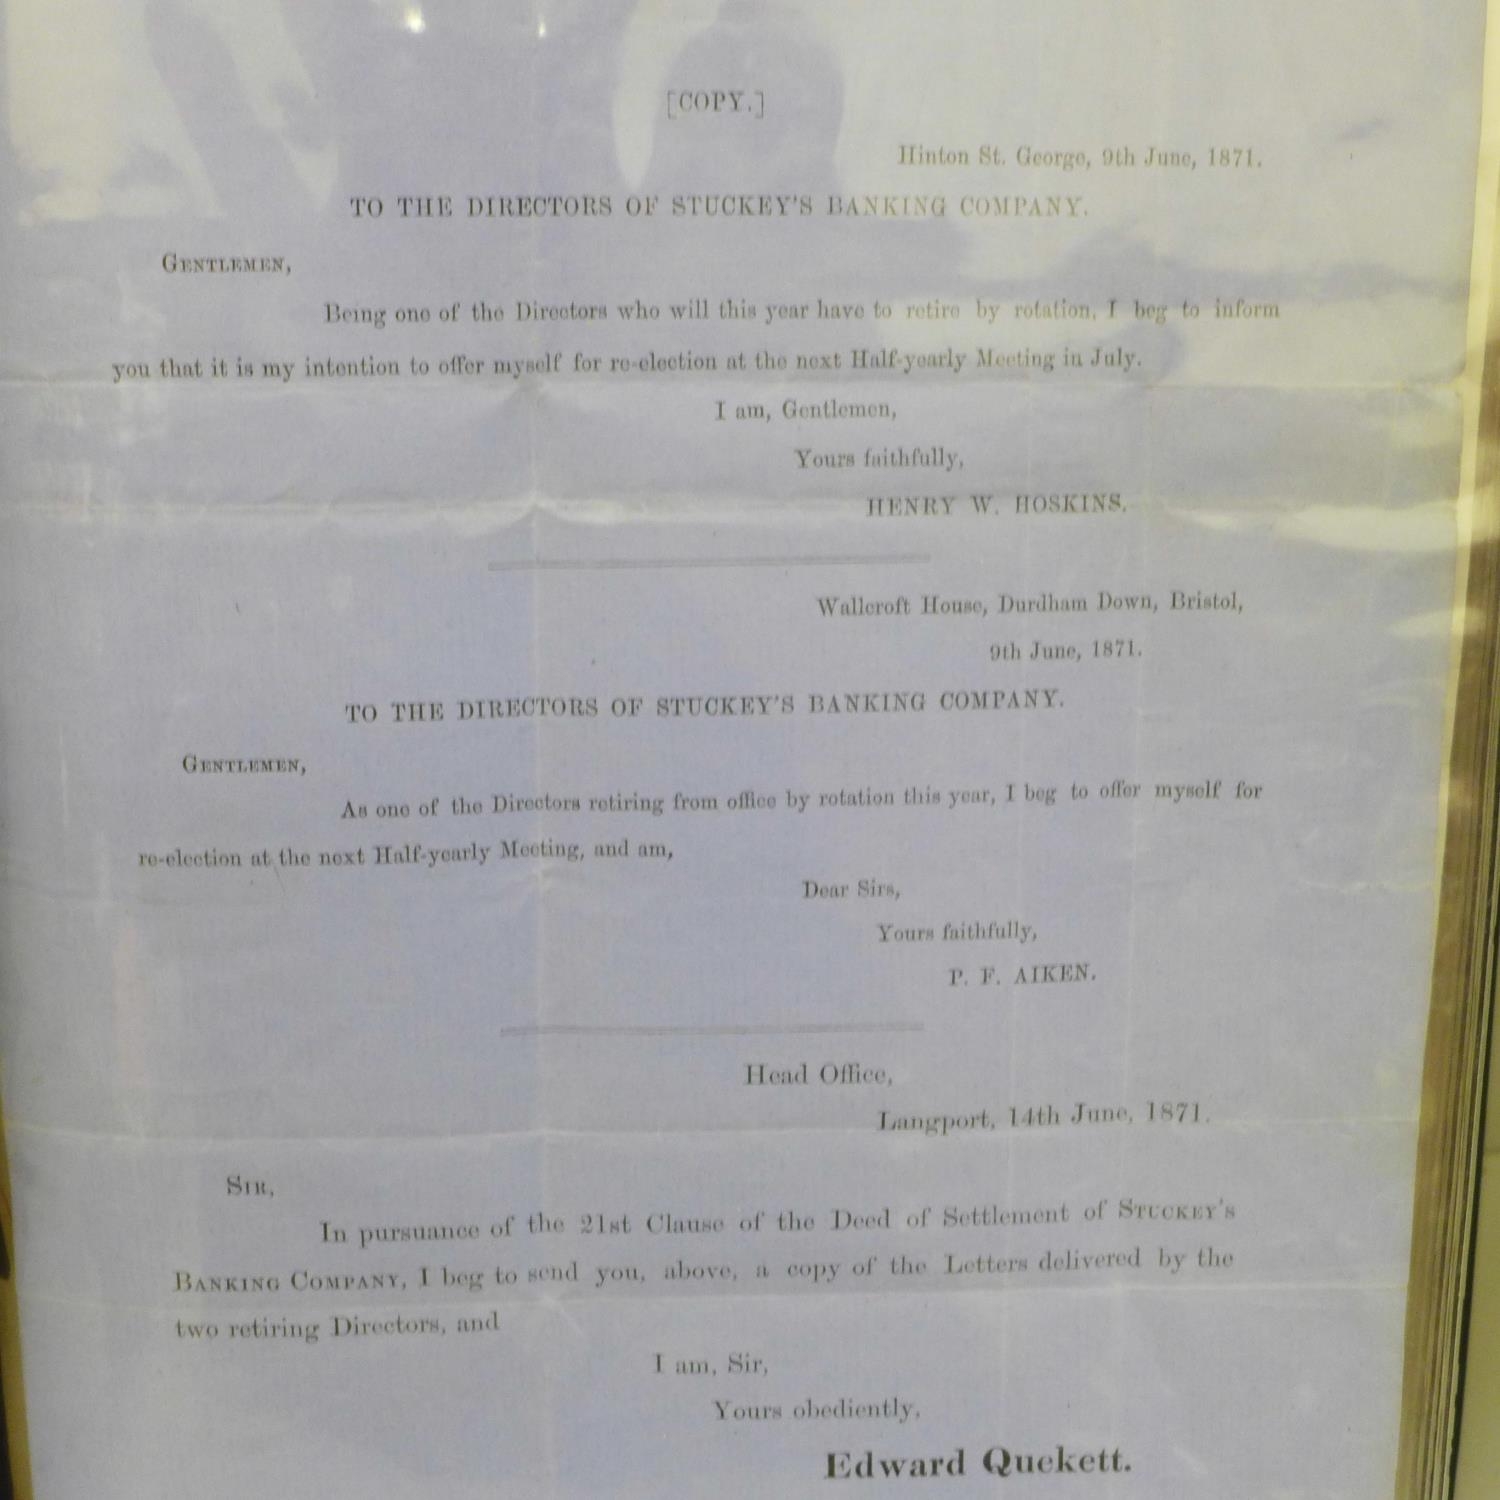 [COPY.]
Hinton St. George, 9th June, 1871.
TO THE DIRECTORS OF STUCKEY'S BANKING COMPANY.
GENTLEMEN,
Being one of the Directors who will this year have to retire by rotation, I beg to inform
you that it is my intention to offer myself for re-election at the next Half-yearly Meeting in July.
I am, Gentlemen,
Yours faithfully,
HENRY W. HOSKINS.
Wallcroft House, Durdham Down, Bristol,
9th June, 1871.
TO THE DIRECTORS OF STUCKEY'S BANKING COMPANY.
GENTLEMEN,
As one of the Directors retiring from office by rotation this year, I beg to offer myself for
re-election at the next Half-yearly Meeting, and am,
Dear Sirs,
Yours faithfully,
P. F. AIKEN.
Head Office,
Langport, 14th June, 1871.
SIR,
In pursuance of the 21st Clause of the Deed of Settlement of STUCKEY'S
BANKING COMPANY, I beg to send you, above, a copy of the Letters delivered by the
two retiring Directors, and
I am, Sir,
Yours obediently,
Edward Quekett.